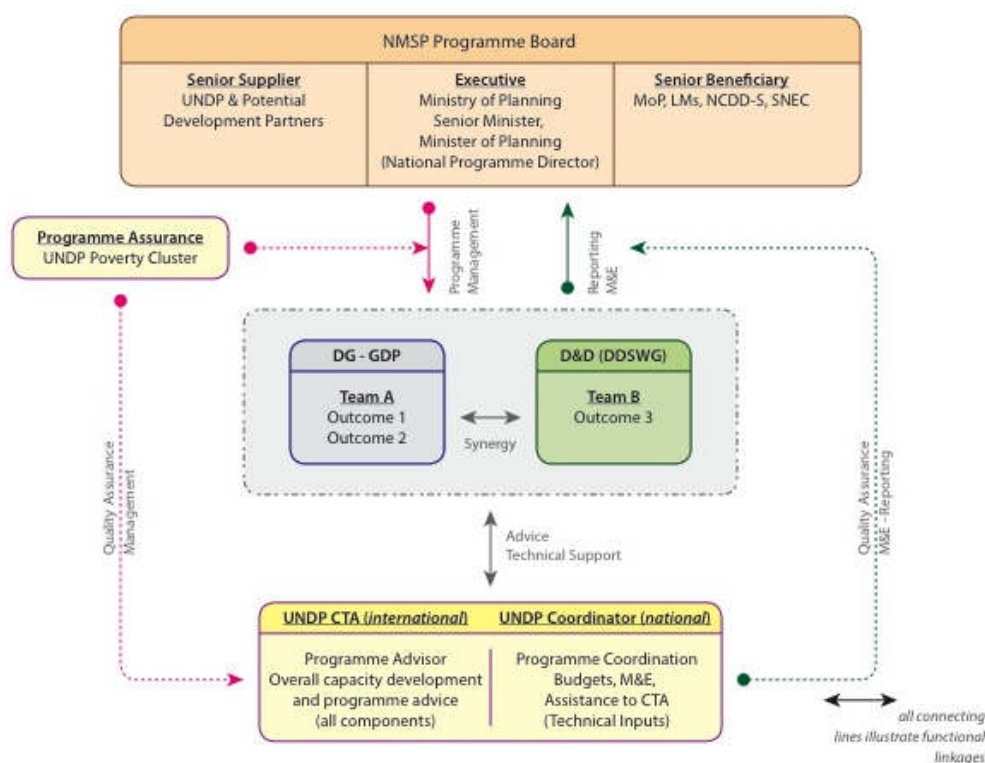 NMSP Programme Board
Senior Supplier
UNDP & Potential
Development Partners
Executive
Ministry of Planning
Senior Minister,
Minister of Planning
(National Programme Director)
Senior Beneficiary
MoP, LMs, NCDD-S, SNEC
Programme Assurance
UNDP Poverty Cluster
Programme
Management
Reporting
M&E
DG - GDP
Team A
Outcome 1
Outcome 2
Synergy
D&D (DDSWG)
Team B
Outcome 3
Quality Assurance
Management
Quality Assurance
M&E - Reporting
Advice
Technical Support
UNDP CTA (international)
Programme Advisor
Overall capacity development
and programme advice
(all components)
UNDP Coordinator (national)
Programme Coordination
Budgets, M&E,
Assistance to CTA
(Technical Inputs)
all connecting
lines illustrate functional
linkages